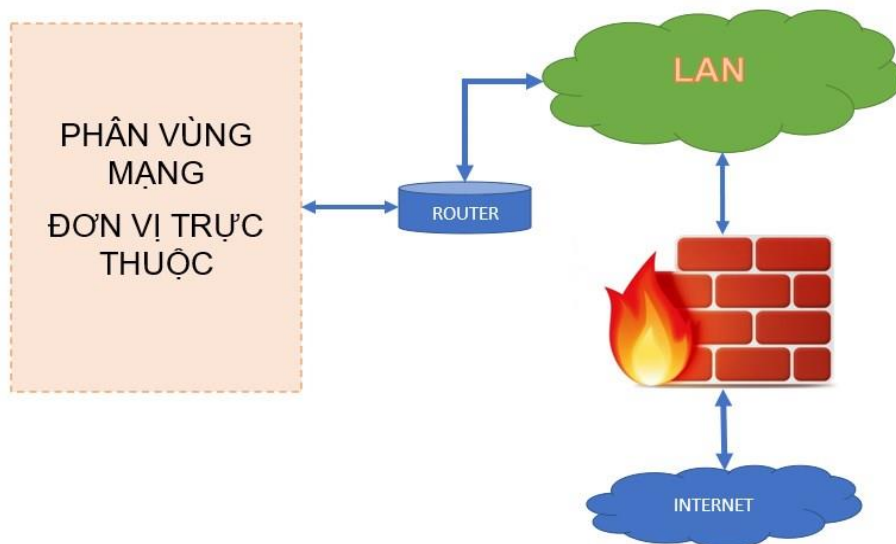 PHÂN VÙNG
MẠNG
ĐƠN VỊ TRỰC
THUỘC
ROUTER
LAN
INTERNET